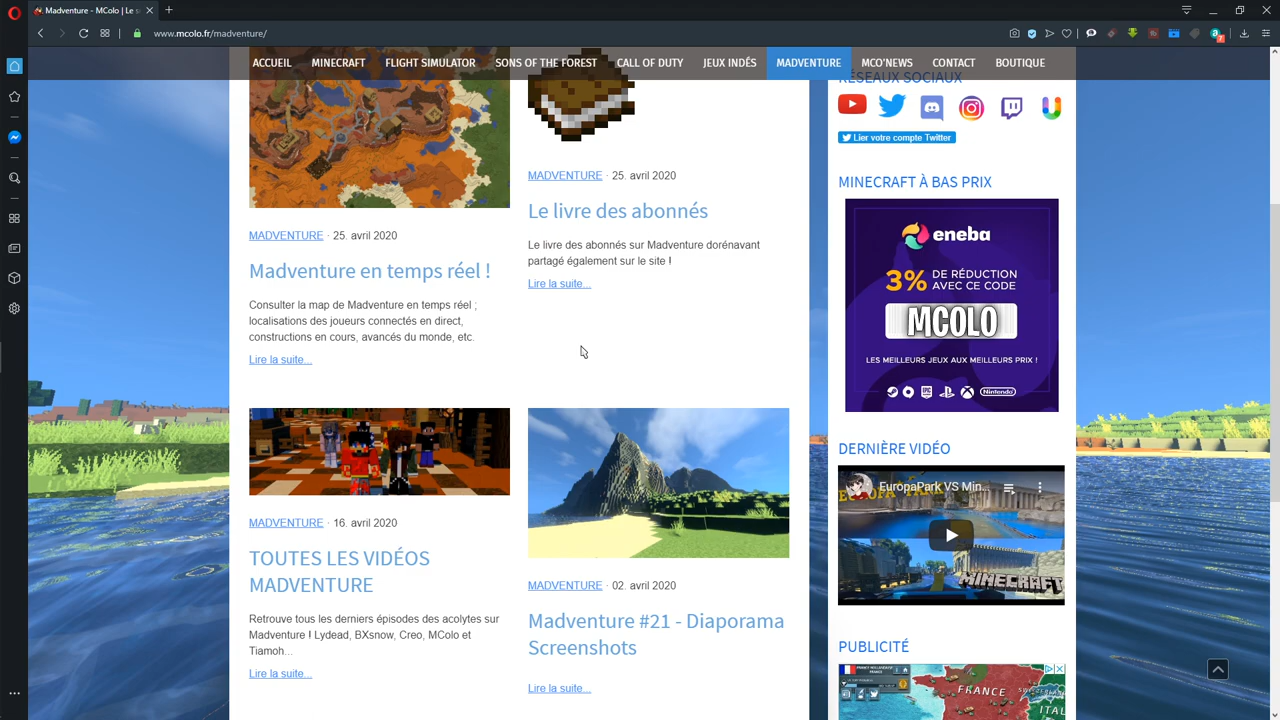 Madventure - MColo | Le s
www.mcolo.fr/madventure/
7
ACCUEIL MINECRAFT FLIGHT SIMULATOR SONS OF THE FOREST CALL OF DUTY JEUX INDÉS MADVENTURE MCO'NEWS CONTACT BOUTIQUE
MADVENTURE · 25. avril 2020
Madventure en temps réel !
Consulter la map de Madventure en temps réel ;
localisations des joueurs connectés en direct,
constructions en cours, avancés du monde, etc.
Lire la suite...
MADVENTURE · 25. avril 2020
Le livre des abonnés
Le livre des abonnés sur Madventure dorénavant
partagé également sur le site !
Lire la suite...
MADVENTURE · 16. avril 2020
TOUTES LES VIDÉOS
MADVENTURE
Retrouve tous les derniers épisodes des acolytes sur
Madventure ! Lydead, BXsnow, Creo, MColo et
Tiamoh...
Lire la suite...
MADVENTURE · 02. avril 2020
Madventure #21 - Diaporama
Screenshots
Lire la suite...
RÉSEAUX SOCIAUX
Lier votre compte Twitter
MINECRAFT À BAS PRIX
eneba
3% DE RÉDUCTION
AVEC CE CODE
MCOLO
LES MEILLEURS JEUX AUX MEILLEURS PRIX !
EPIC
Nintendo
DERNIÈRE VIDÉO
EuropaPark VS Min...
EUROPA PARK
MINECRAFT
PUBLICITÉ
FRANCE
ITAL